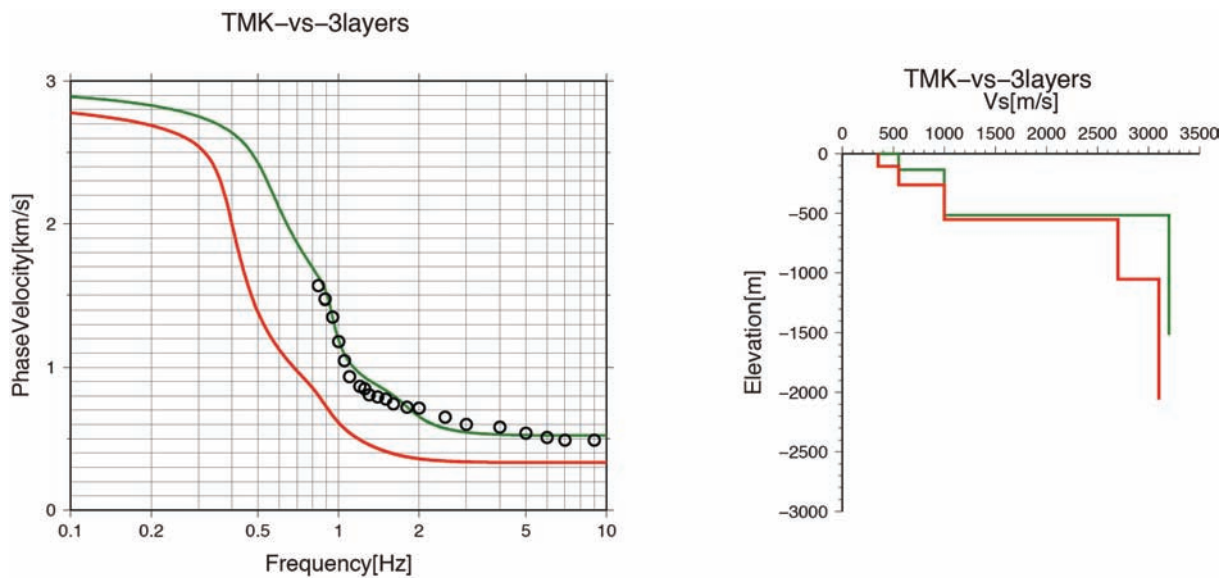 TMK-vs-3layers
3
2
1
0
PhaseVelocity[km/s]
0.1 0.2 0.5 1 2 5 10
Frequency[Hz]
TMK-vs-3layers
Vs[m/s]
0 500 1000 1500 2000 2500 3000 3500
0
-500
-1000
-1500
-2000
-2500
-3000
Elevation[m]